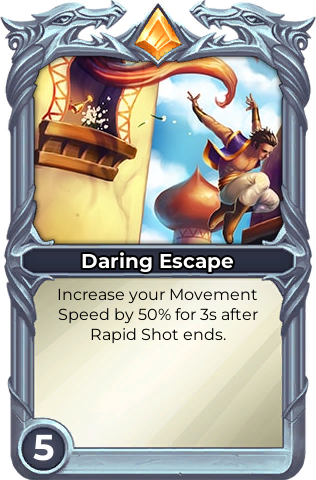 Daring Escape
Increase your Movement
Speed by 50% for 3s after
Rapid Shot ends.
5